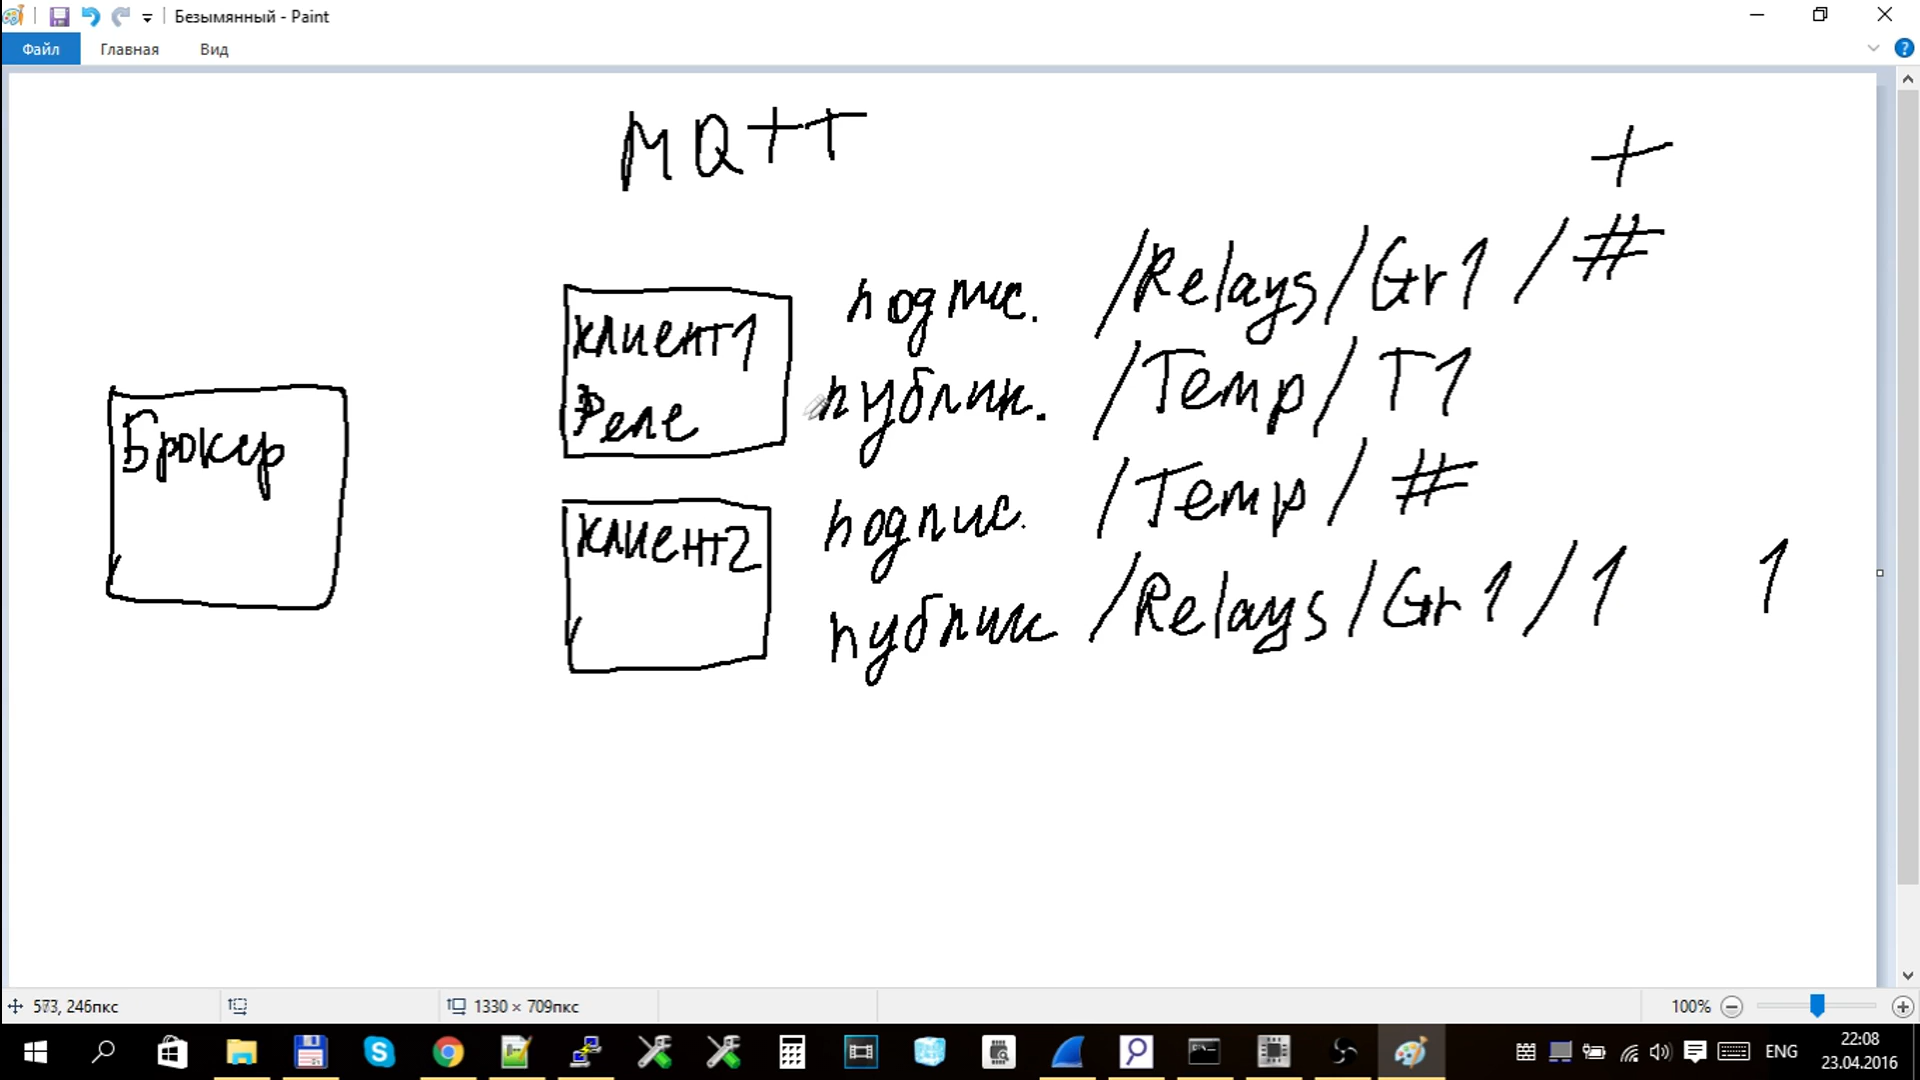 Безымянный - Paint
Файл Главная Вид
MQTT
+
подпис. /Relays/Gr1/#
клиент1
Реле
публик. /Temp/T1
Брокер
подпис. /Temp/#
клиент2
публик /Relays/Gr1/1 1
573, 246пкс 1330 × 709пкс 100%
ENG 22:08
23.04.2016